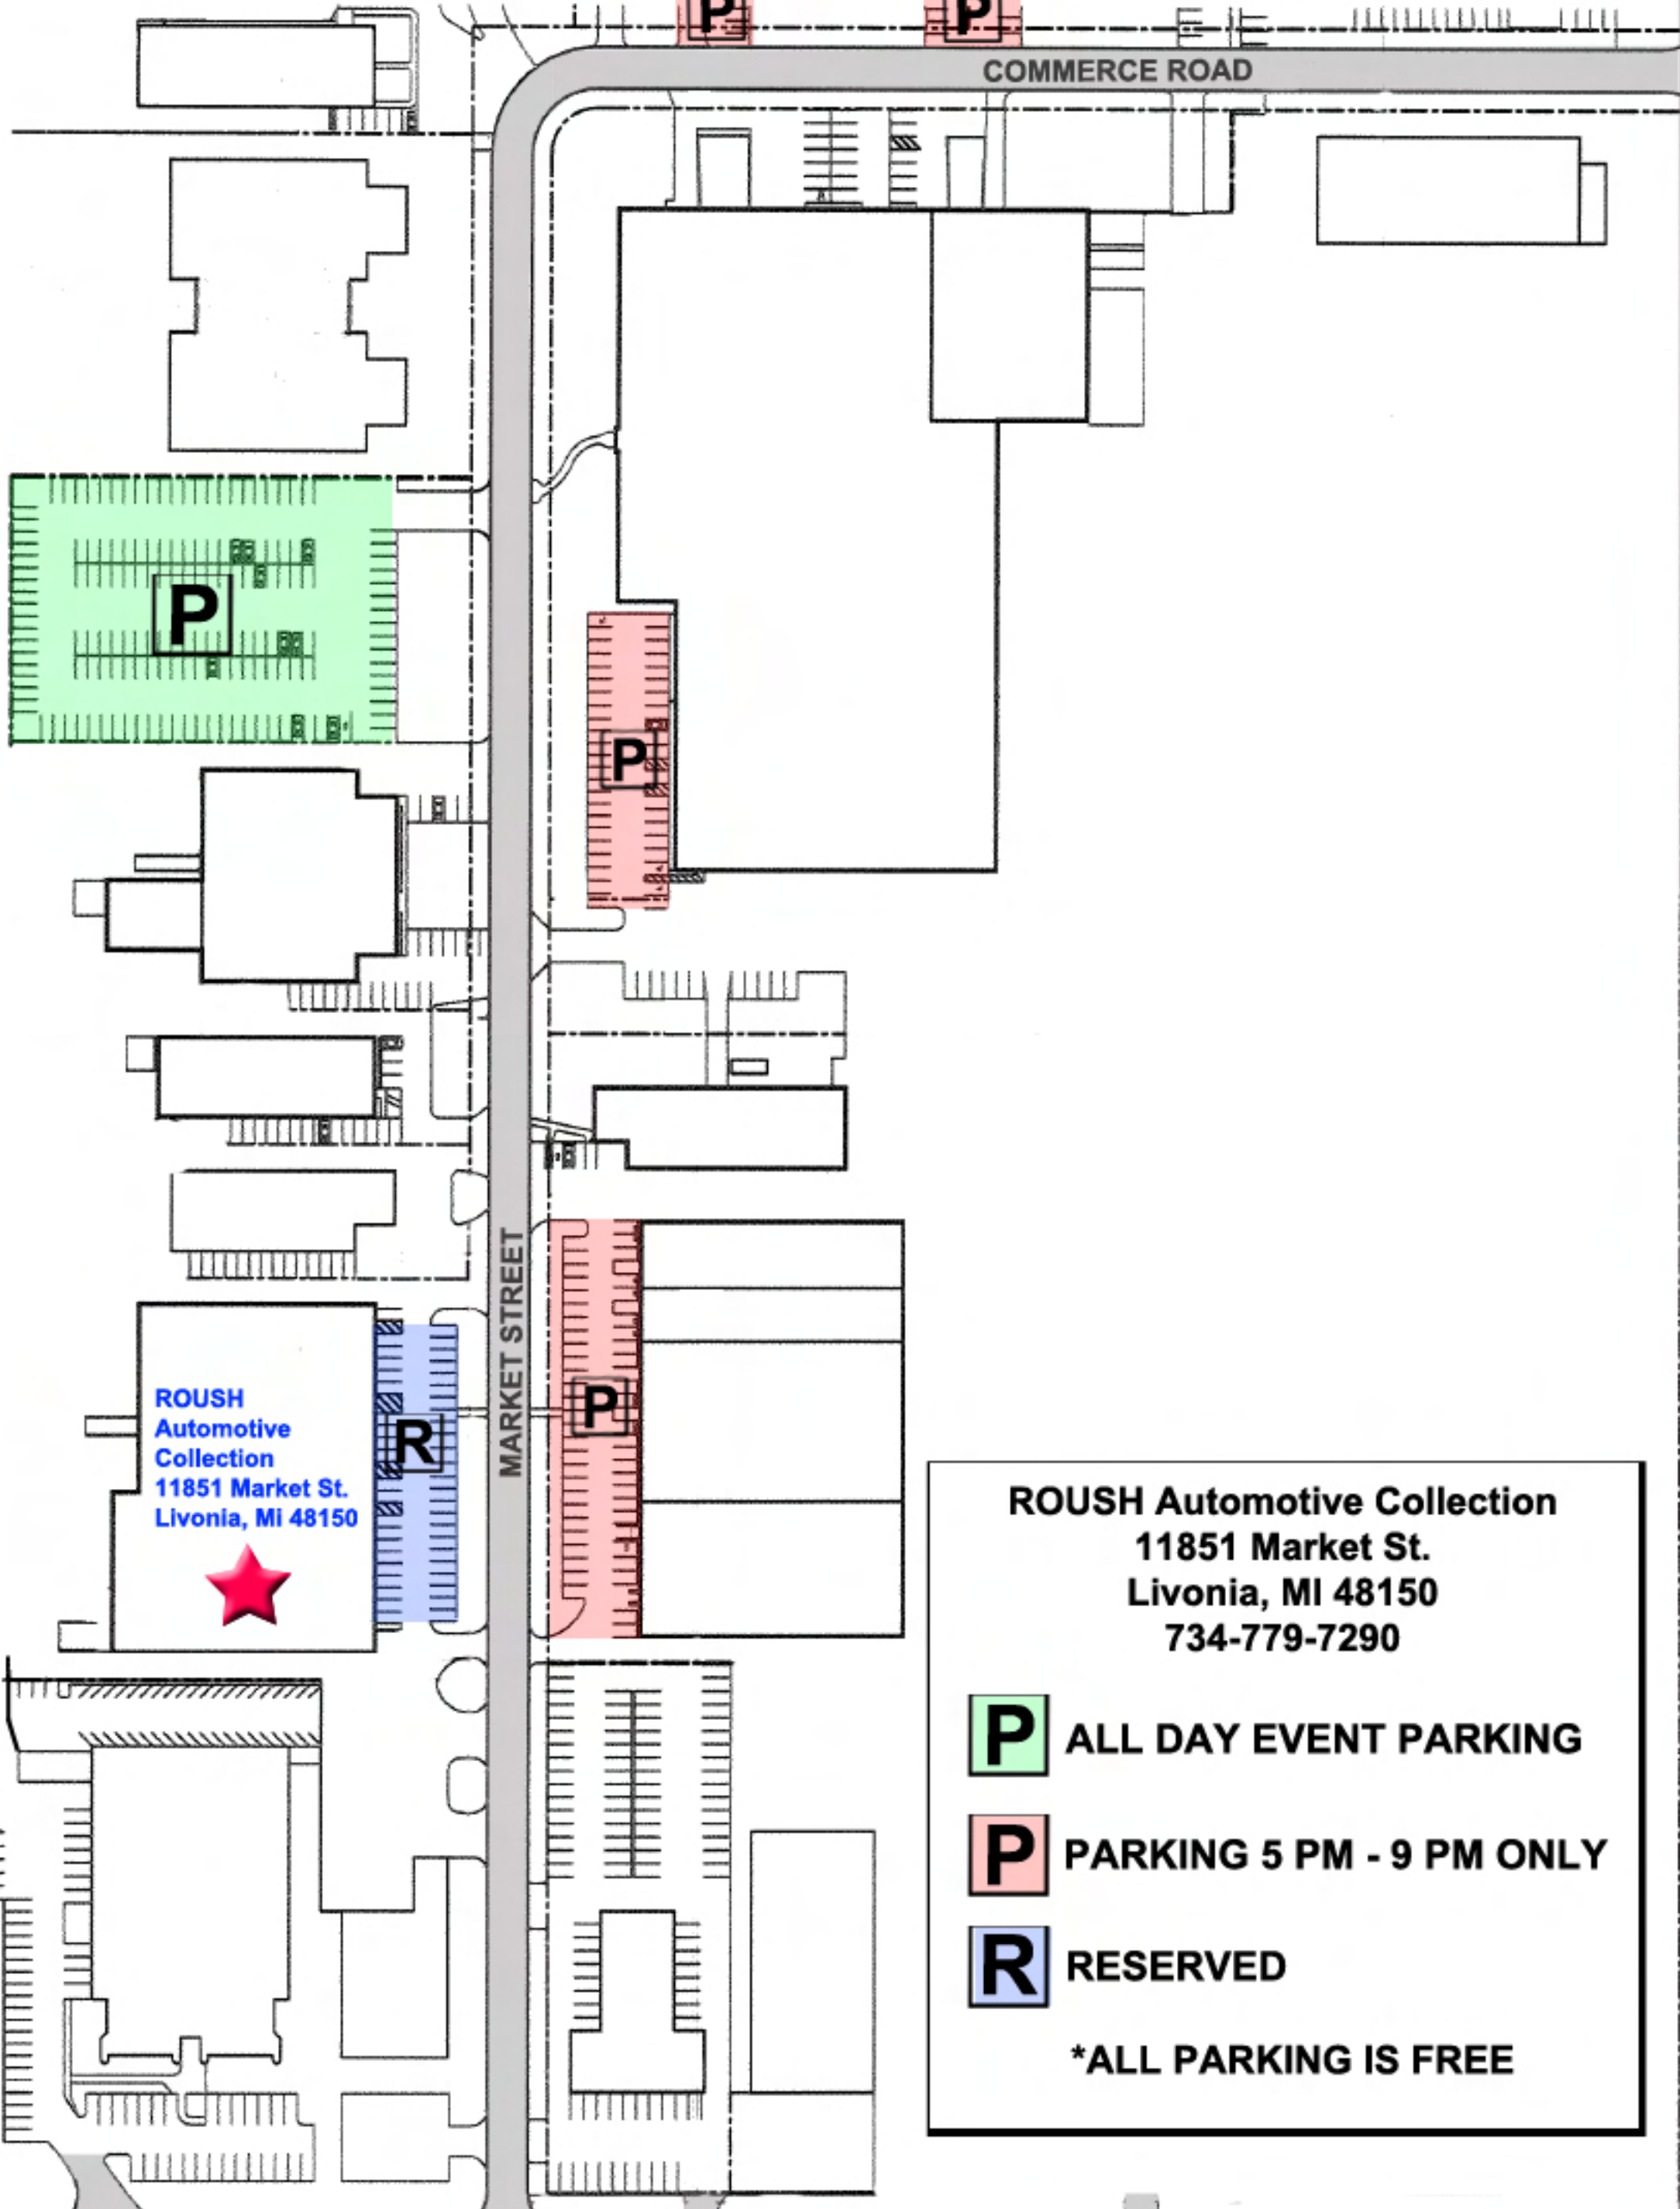 P
P
COMMERCE ROAD
P
P
MARKET STREET
P
R
ROUSH
Automotive
Collection
11851 Market St.
Livonia, Mi 48150
ROUSH Automotive Collection
11851 Market St.
Livonia, MI 48150
734-779-7290
P ALL DAY EVENT PARKING
P PARKING 5 PM - 9 PM ONLY
R RESERVED
*ALL PARKING IS FREE